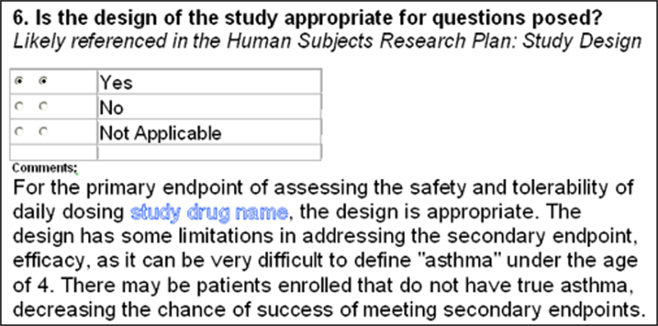 6. Is the design of the study appropriate for questions posed?
Likely referenced in the Human Subjects Research Plan: Study Design
Yes
No
Not Applicable
Comments:
For the primary endpoint of assessing the safety and tolerability of
daily dosing study drug name, the design is appropriate. The
design has some limitations in addressing the secondary endpoint,
efficacy, as it can be very difficult to define "asthma" under the age
of 4. There may be patients enrolled that do not have true asthma,
decreasing the chance of success of meeting secondary endpoints.